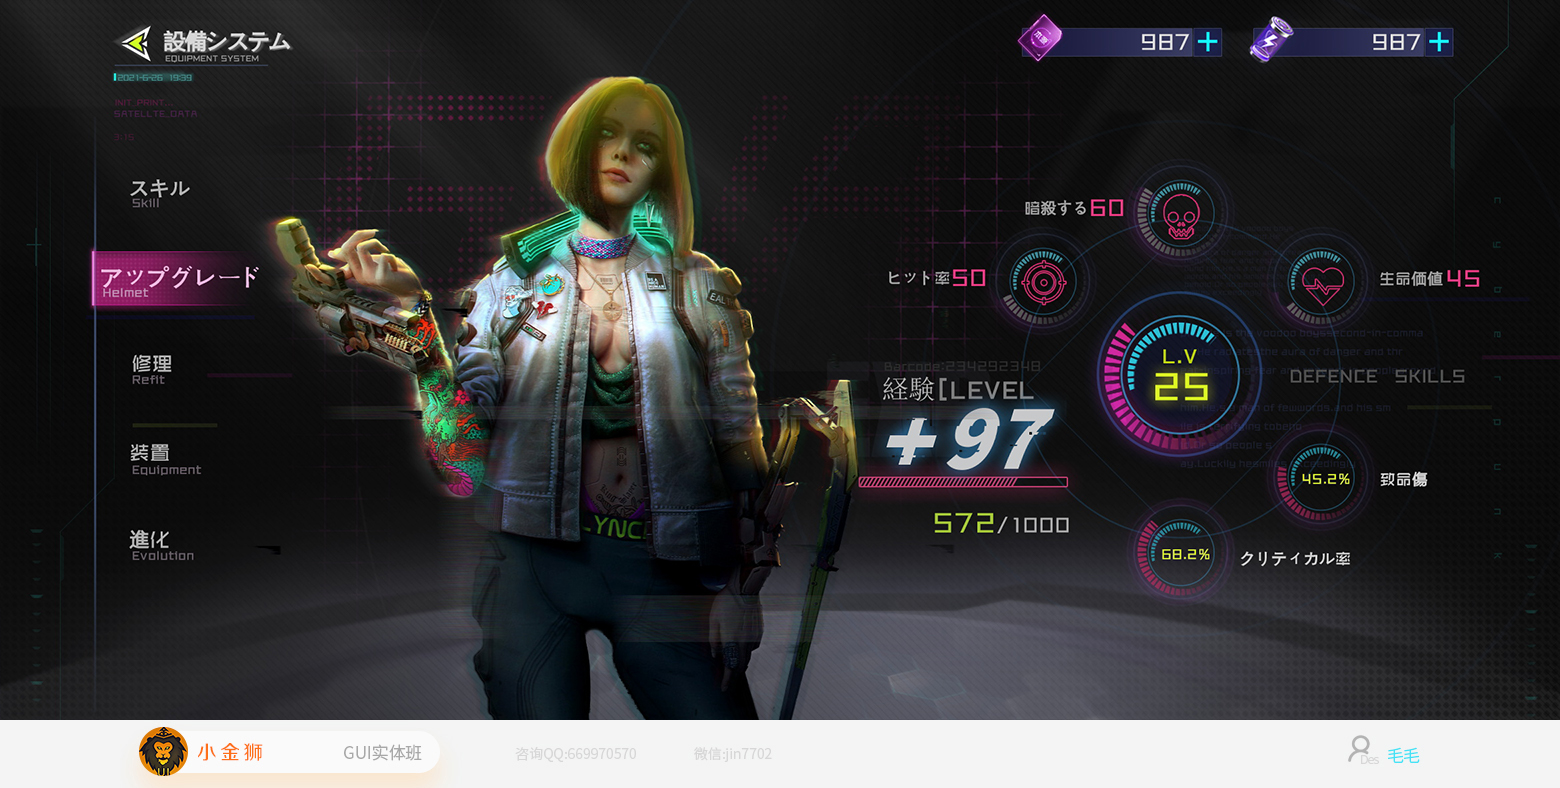 設備システム
EQUIPMENT SYSTEM
2021-6-26 19:39
INIT_PRINT...
SATELLTE_DATA
987
987
スキル
Skill
アップグレード
Helmet
修理
Refit
装置
Equipment
進化
Evolution
暗殺する60
ヒット率50
生命価値45
L.V
25
DEFENCE SKILLS
Barcode:234292348
経験[LEVEL
+97
572/1000
45.2%
致命傷
68.2%
クリティカル率
小金狮
GUI实体班
咨询QQ:669970570
微信:jin7702
Des
毛毛